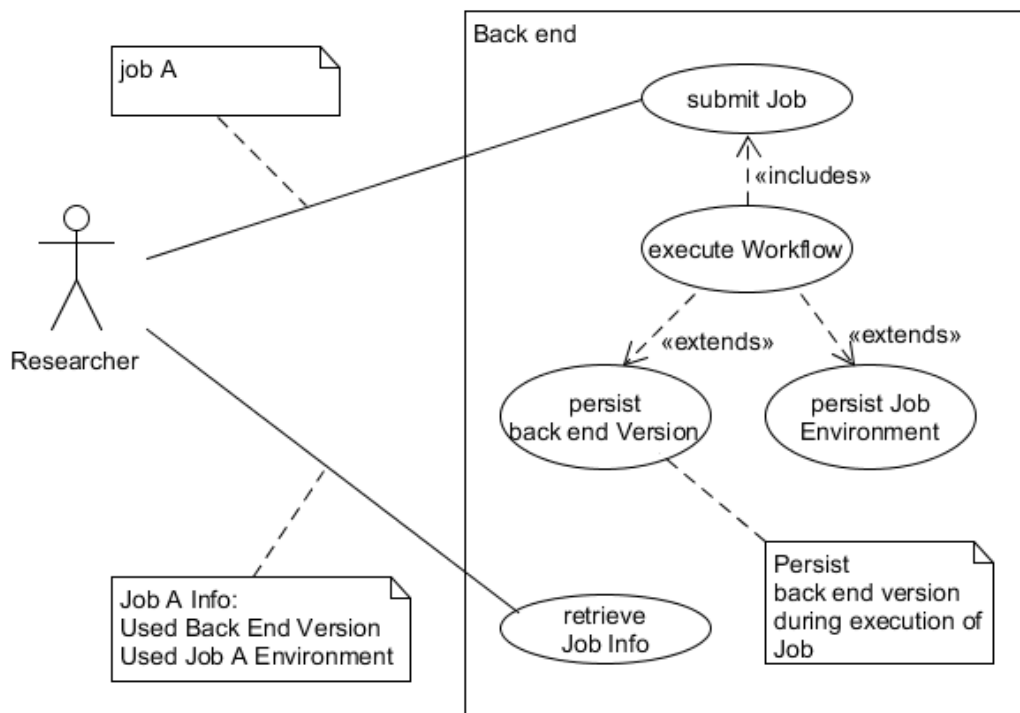 Back end
job A
submit Job
«includes»
execute Workflow
Researcher
«extends»
«extends»
persist
back end Version
persist Job
Environment
Persist
back end version
during execution of
Job
Job A Info:
Used Back End Version
Used Job A Environment
retrieve
Job Info